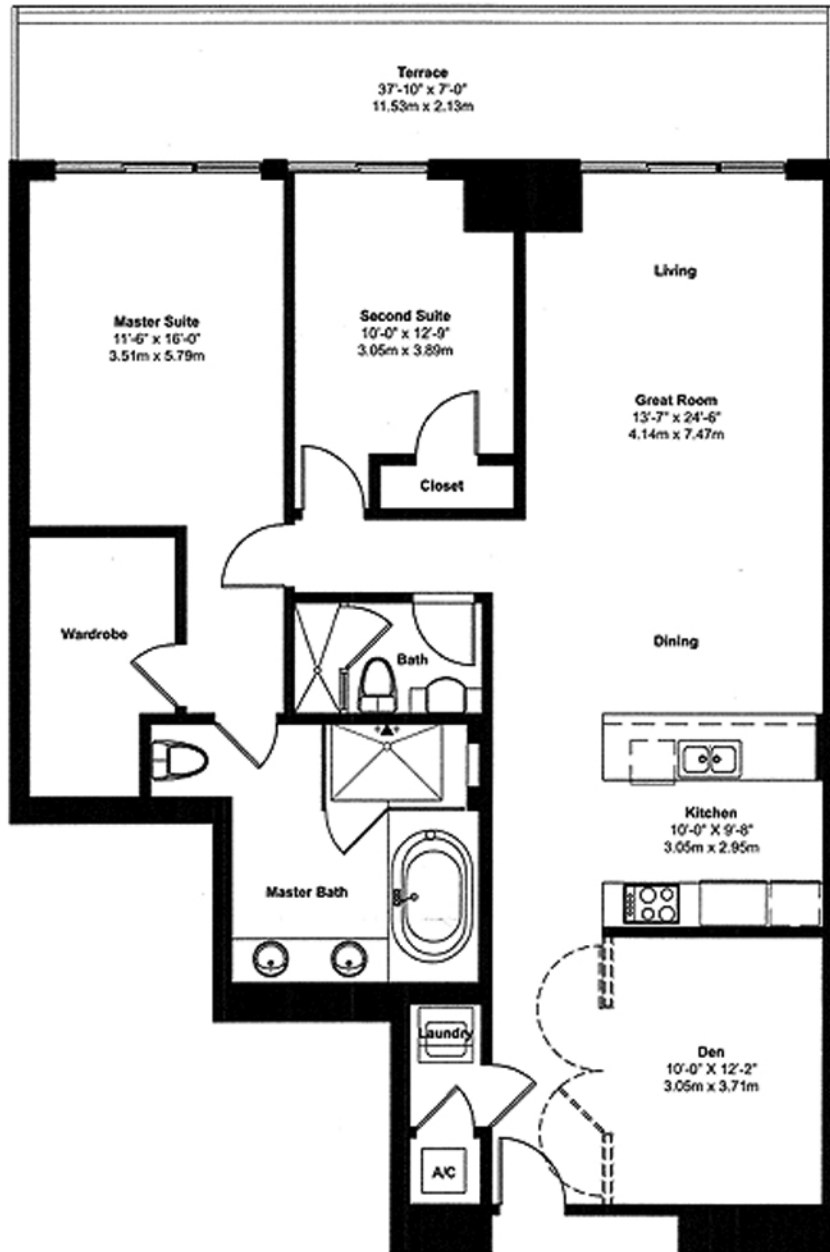 Terrace
37'-10" x 7'-0"
11.53m x 2.13m
Living
Master Suite
11'-6" x 16'-0"
3.51m x 5.79m
Second Suite
10'-0" x 12'-9"
3.05m x 3.89m
Great Room
13'-7" x 24'-6"
4.14m x 7.47m
Closet
Wardrobe
Bath
Dining
Kitchen
10'-0" X 9'-8"
3.05m x 2.95m
Master Bath
Laundry
Den
10'-0" X 12'-2"
3.05m x 3.71m
A/C